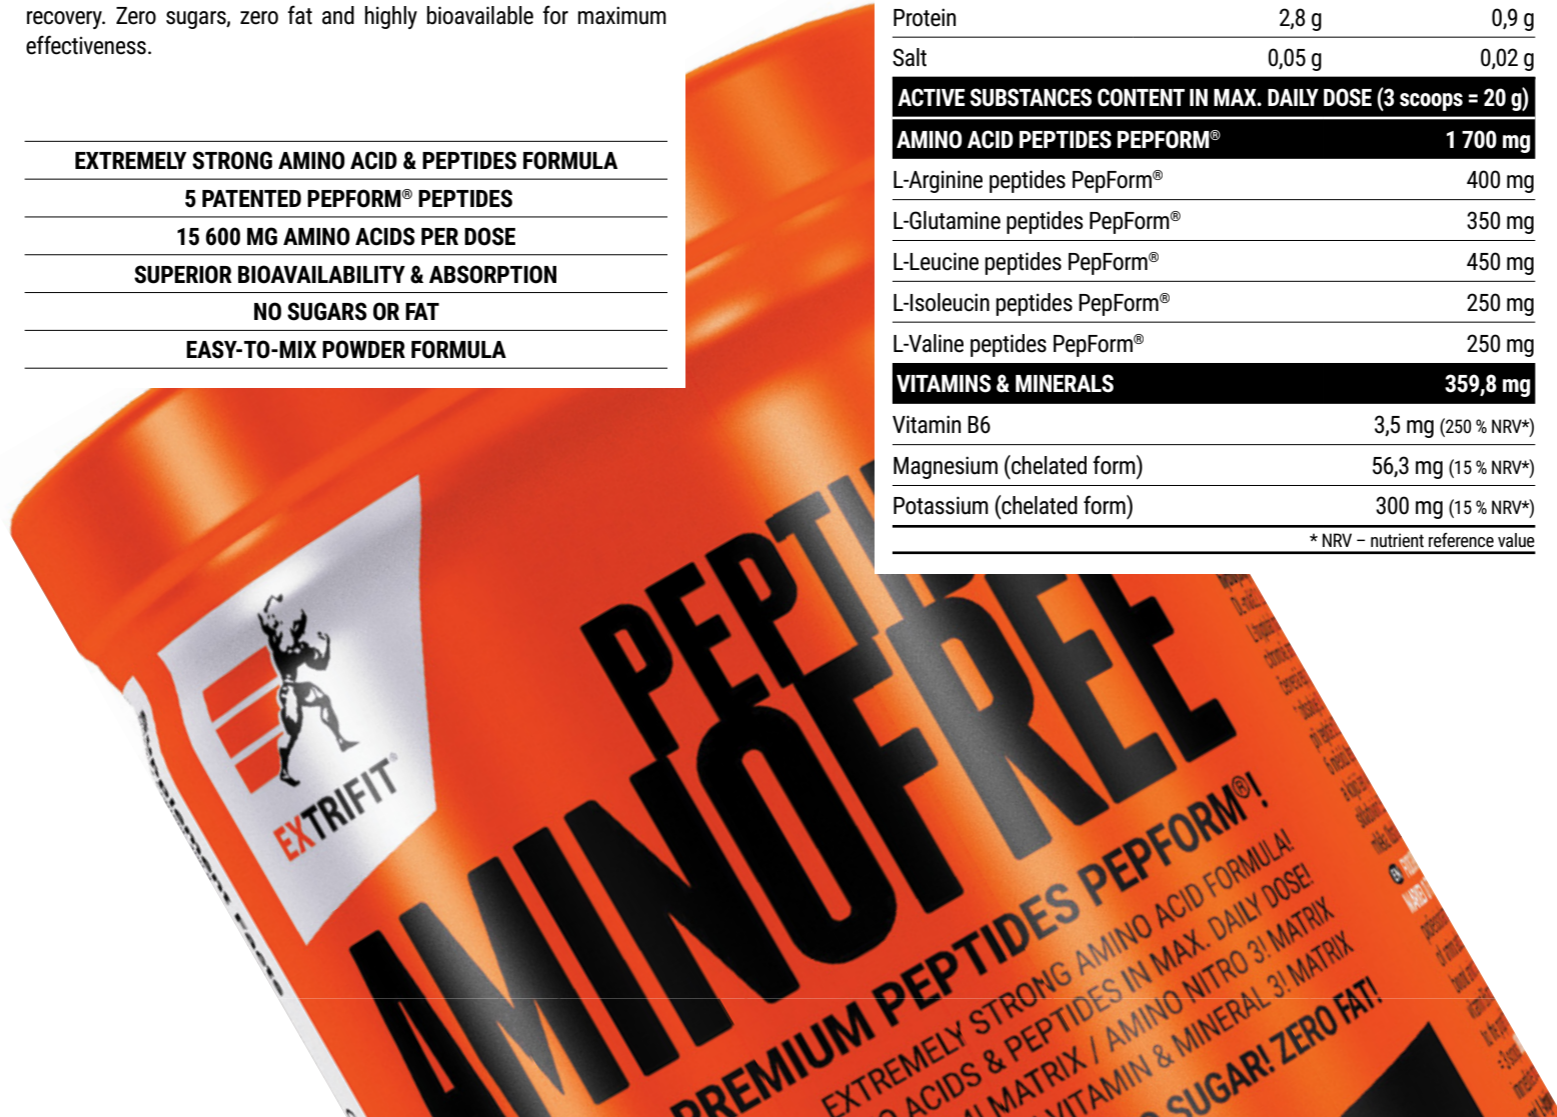 recovery. Zero sugars, zero fat and highly bioavailable for maximum
effectiveness.
EXTREMELY STRONG AMINO ACID & PEPTIDES FORMULA
5 PATENTED PEPFORM® PEPTIDES
15 600 MG AMINO ACIDS PER DOSE
SUPERIOR BIOAVAILABILITY & ABSORPTION
NO SUGARS OR FAT
EASY-TO-MIX POWDER FORMULA
Protein 2,8 g 0,9 g
Salt 0,05 g 0,02 g
ACTIVE SUBSTANCES CONTENT IN MAX. DAILY DOSE (3 scoops = 20 g)
AMINO ACID PEPTIDES PEPFORM® 1 700 mg
L-Arginine peptides PepForm® 400 mg
L-Glutamine peptides PepForm® 350 mg
L-Leucine peptides PepForm® 450 mg
L-Isoleucin peptides PepForm® 250 mg
L-Valine peptides PepForm® 250 mg
VITAMINS & MINERALS 359,8 mg
Vitamin B6 3,5 mg (250 % NRV*)
Magnesium (chelated form) 56,3 mg (15 % NRV*)
Potassium (chelated form) 300 mg (15 % NRV*)
* NRV – nutrient reference value
EXTRIFIT®
AMINOFREE
PREMIUM PEPTIDES PEPFORM®!
EXTREMELY STRONG AMINO ACID FORMULA!
ACIDS & PEPTIDES IN MAX. DAILY DOSE!
MATRIX / AMINO NITRO 3! MATRIX
VITAMIN & MINERAL 3! MATRIX
SUGAR! ZERO FAT!